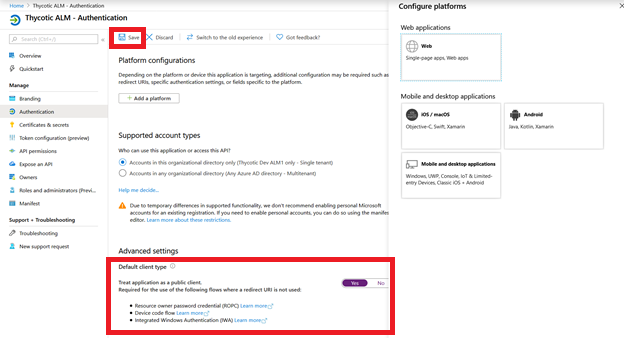 Home > Thycotic ALM - Authentication
Thycotic ALM - Authentication
Search (Ctrl+/)
Overview
Quickstart
Manage
Branding
Authentication
Certificates & secrets
Token configuration (preview)
API permissions
Expose an API
Owners
Roles and administrators (Previ...
Manifest
Support + Troubleshooting
Troubleshooting
New support request
Save
Discard
Switch to the old experience
Got feedback?
Platform configurations
Depending on the platform or device this application is targeting, additional configuration may be required such as
redirect URIs, specific authentication settings, or fields specific to the platform.
+ Add a platform
Supported account types
Who can use this application or access this API?
Accounts in this organizational directory only (Thycotic Dev ALM1 only - Single tenant)
Accounts in any organizational directory (Any Azure AD directory - Multitenant)
Help me decide...
Due to temporary differences in supported functionality, we don't recommend enabling personal Microsoft
accounts for an existing registration. If you need to enable personal accounts, you can do so using the manifest
editor. Learn more about these restrictions.
Advanced settings
Default client type
Treat application as a public client.
Required for the use of the following flows where a redirect URI is not used:
Yes
No
Resource owner password credential (ROPC) Learn more
Device code flow Learn more
Integrated Windows Authentication (IWA) Learn more
Configure platforms
Web applications
Web
Single-page apps, Web apps
Mobile and desktop applications
iOS / macOS
Objective-C, Swift, Xamarin
Android
Java, Kotlin, Xamarin
Mobile and desktop applications
Windows, UWP, Console, IoT & Limited-
entry Devices, Classic iOS + Android